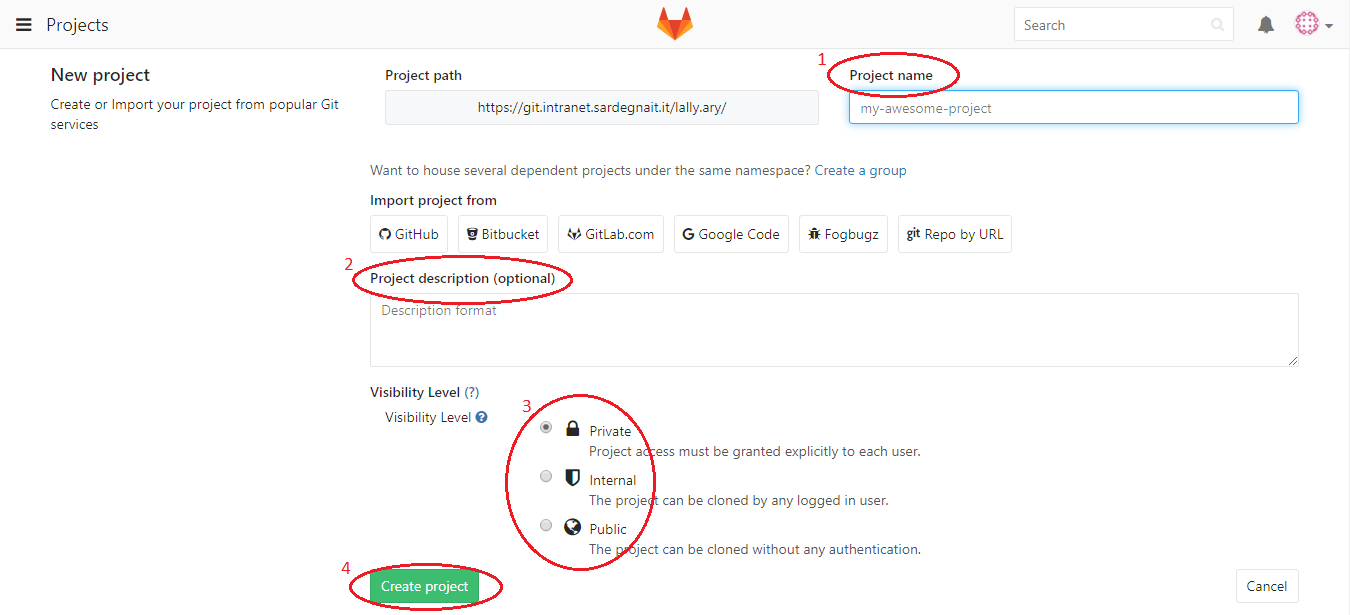 Projects
Search
New project
Create or Import your project from popular Git
services
Project path
https://git.intranet.sardegnait.it/lally.ary/
1
Project name
my-awesome-project
Want to house several dependent projects under the same namespace? Create a group
Import project from
GitHub
Bitbucket
GitLab.com
Google Code
Fogbugz
git Repo by URL
2
Project description (optional)
Description format
Visibility Level (?)
Visibility Level ?
3
Private
Project access must be granted explicitly to each user.
Internal
The project can be cloned by any logged in user.
Public
The project can be cloned without any authentication.
4
Create project
Cancel